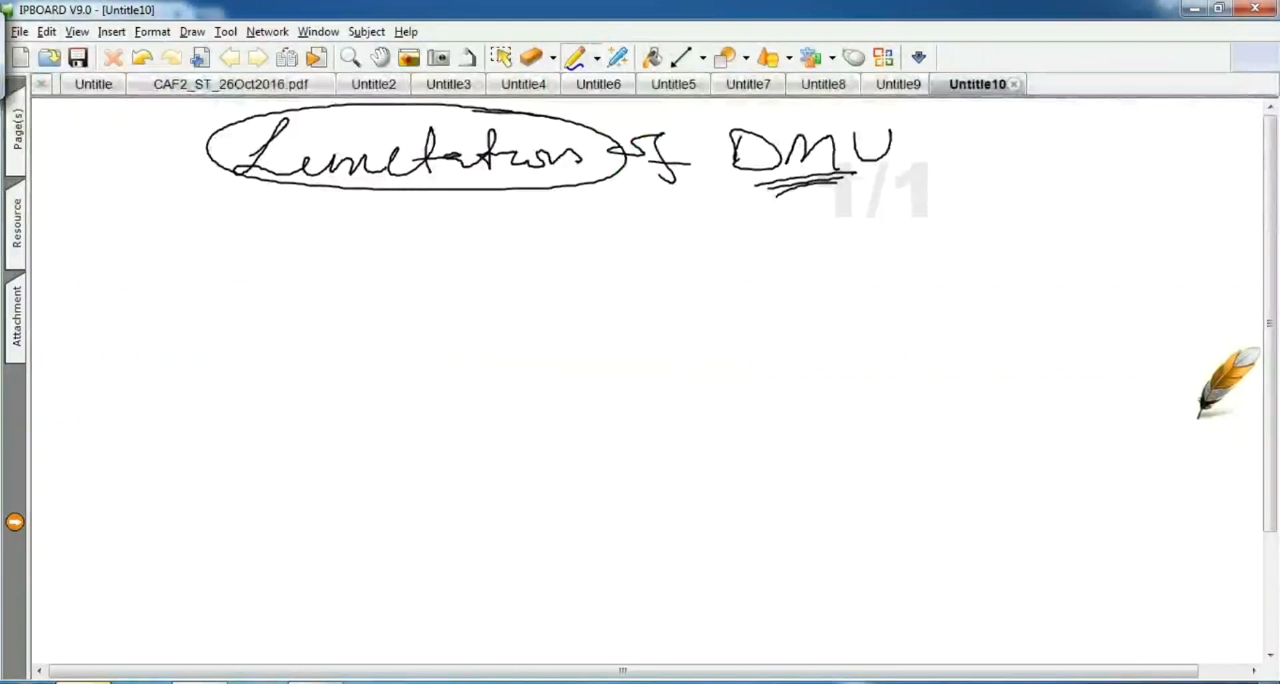 IPBOARD V9.0 - [Untitle10]
File Edit View Insert Format Draw Tool Network Window Subject Help
Untitle CAF2_ST_26Oct2016.pdf Untitle2 Untitle3 Untitle4 Untitle6 Untitle5 Untitle7 Untitle8 Untitle9 Untitle10
Page(s)
Resource
Attachment
Limitations of DMU
1/1